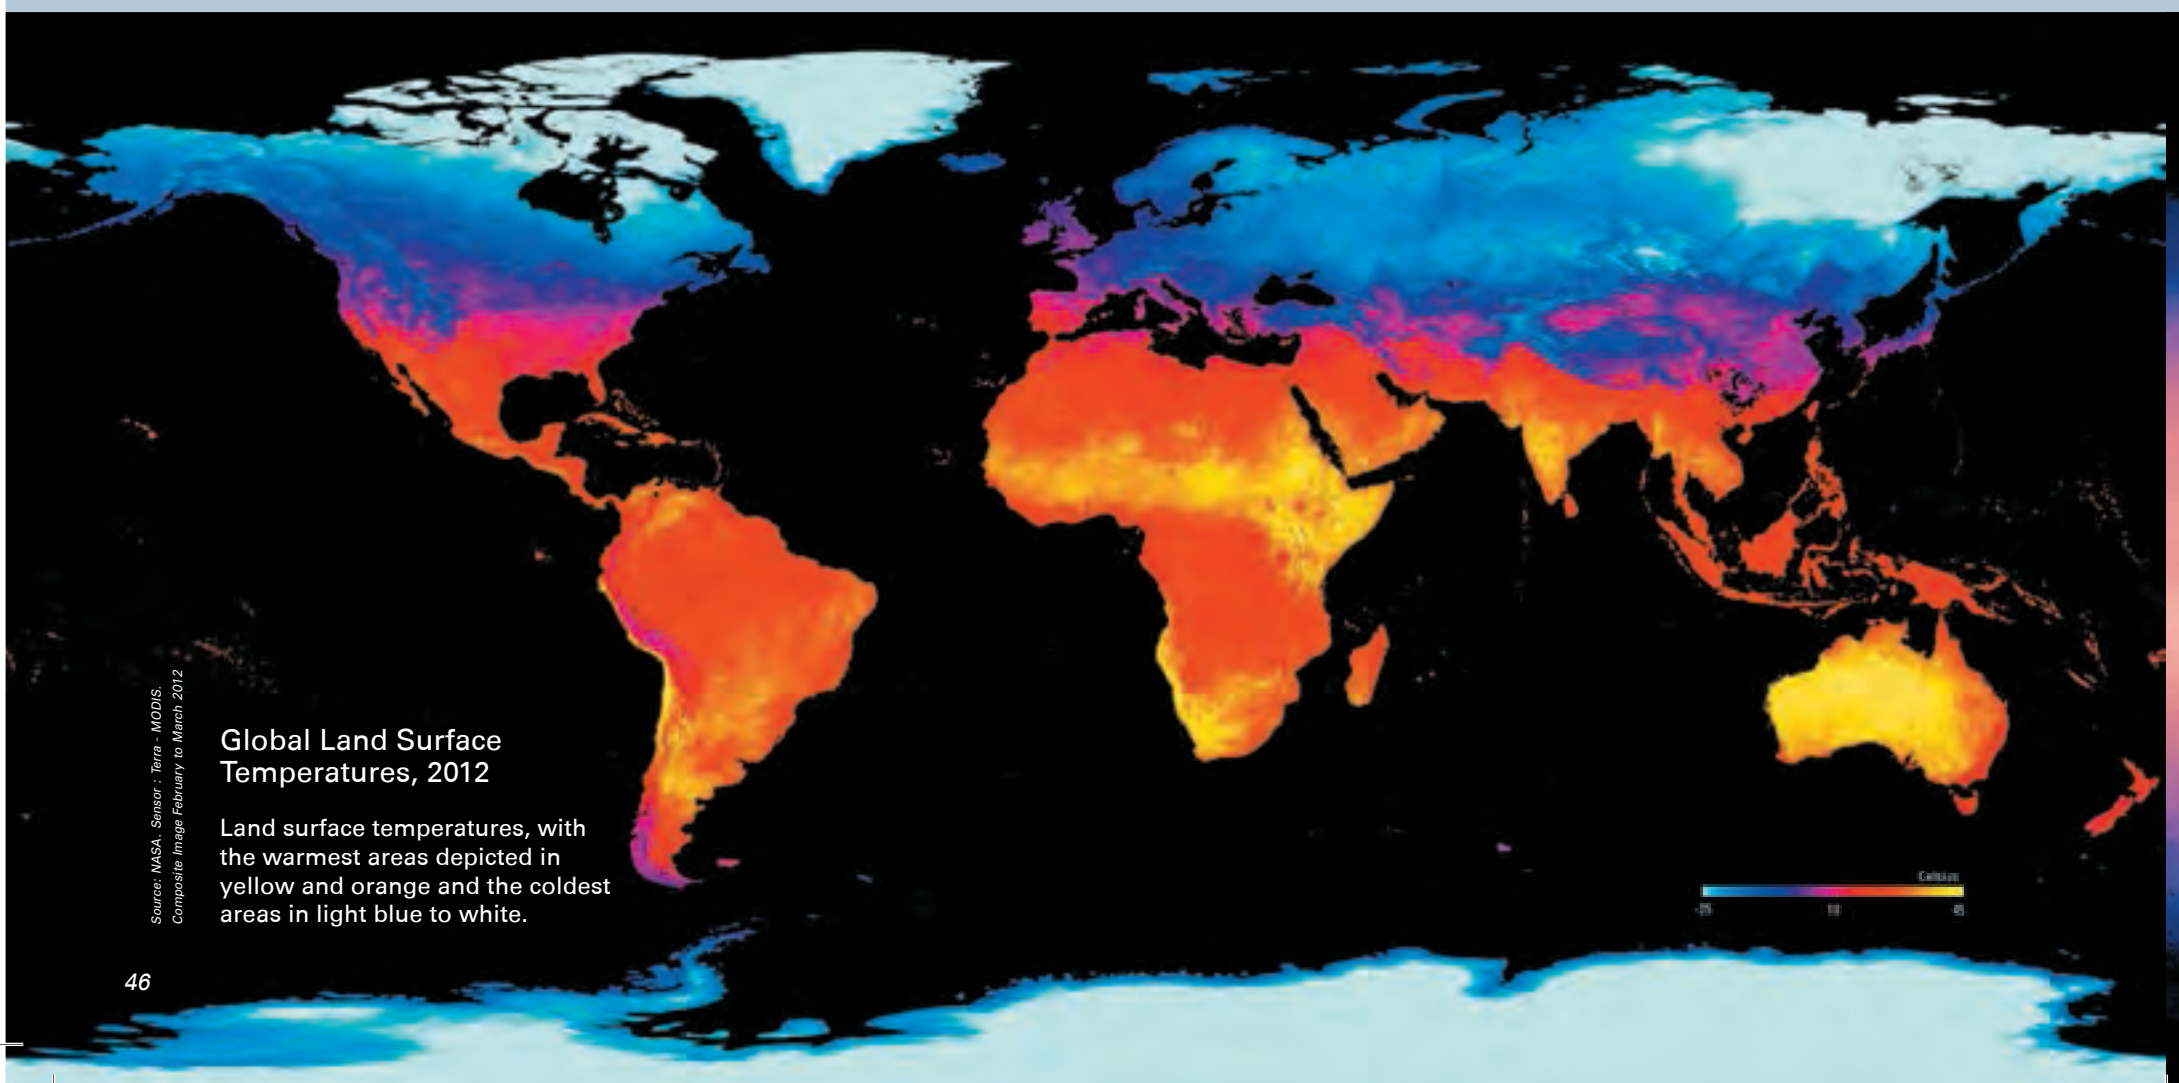 Source: NASA. Sensor : Terra - MODIS.
Composite Image February to March 2012
Global Land Surface
Temperatures, 2012
Land surface temperatures, with
the warmest areas depicted in
yellow and orange and the coldest
areas in light blue to white.
Celsius
46